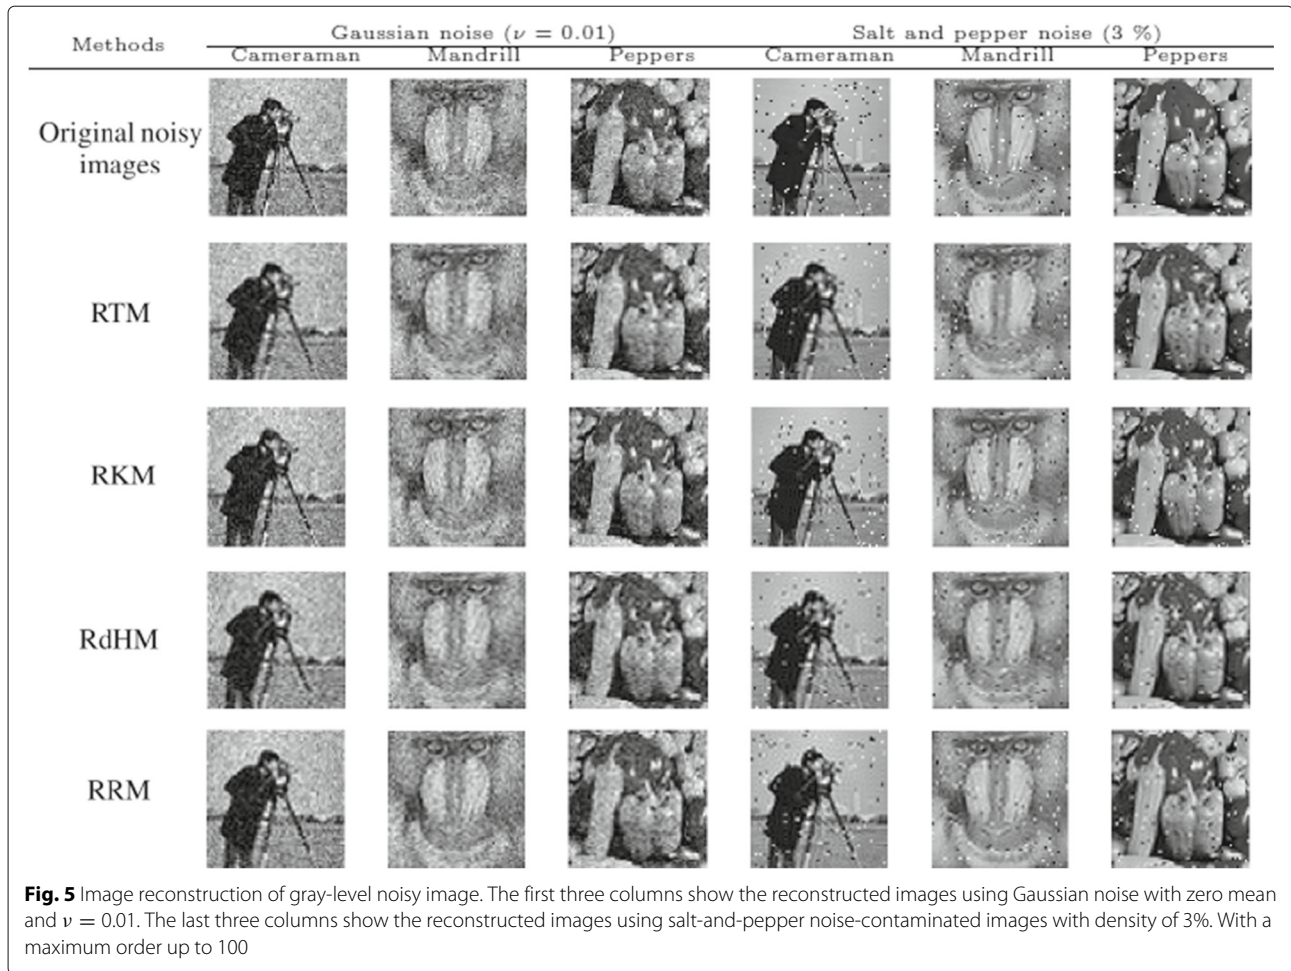 Methods
Gaussian noise (ν = 0.01)
Salt and pepper noise (3 %)
Cameraman Mandrill Peppers Cameraman Mandrill Peppers
Original noisy
images
RTM
RKM
RdHM
RRM
Fig. 5 Image reconstruction of gray-level noisy image. The first three columns show the reconstructed images using Gaussian noise with zero mean
and ν = 0.01. The last three columns show the reconstructed images using salt-and-pepper noise-contaminated images with density of 3%. With a
maximum order up to 100